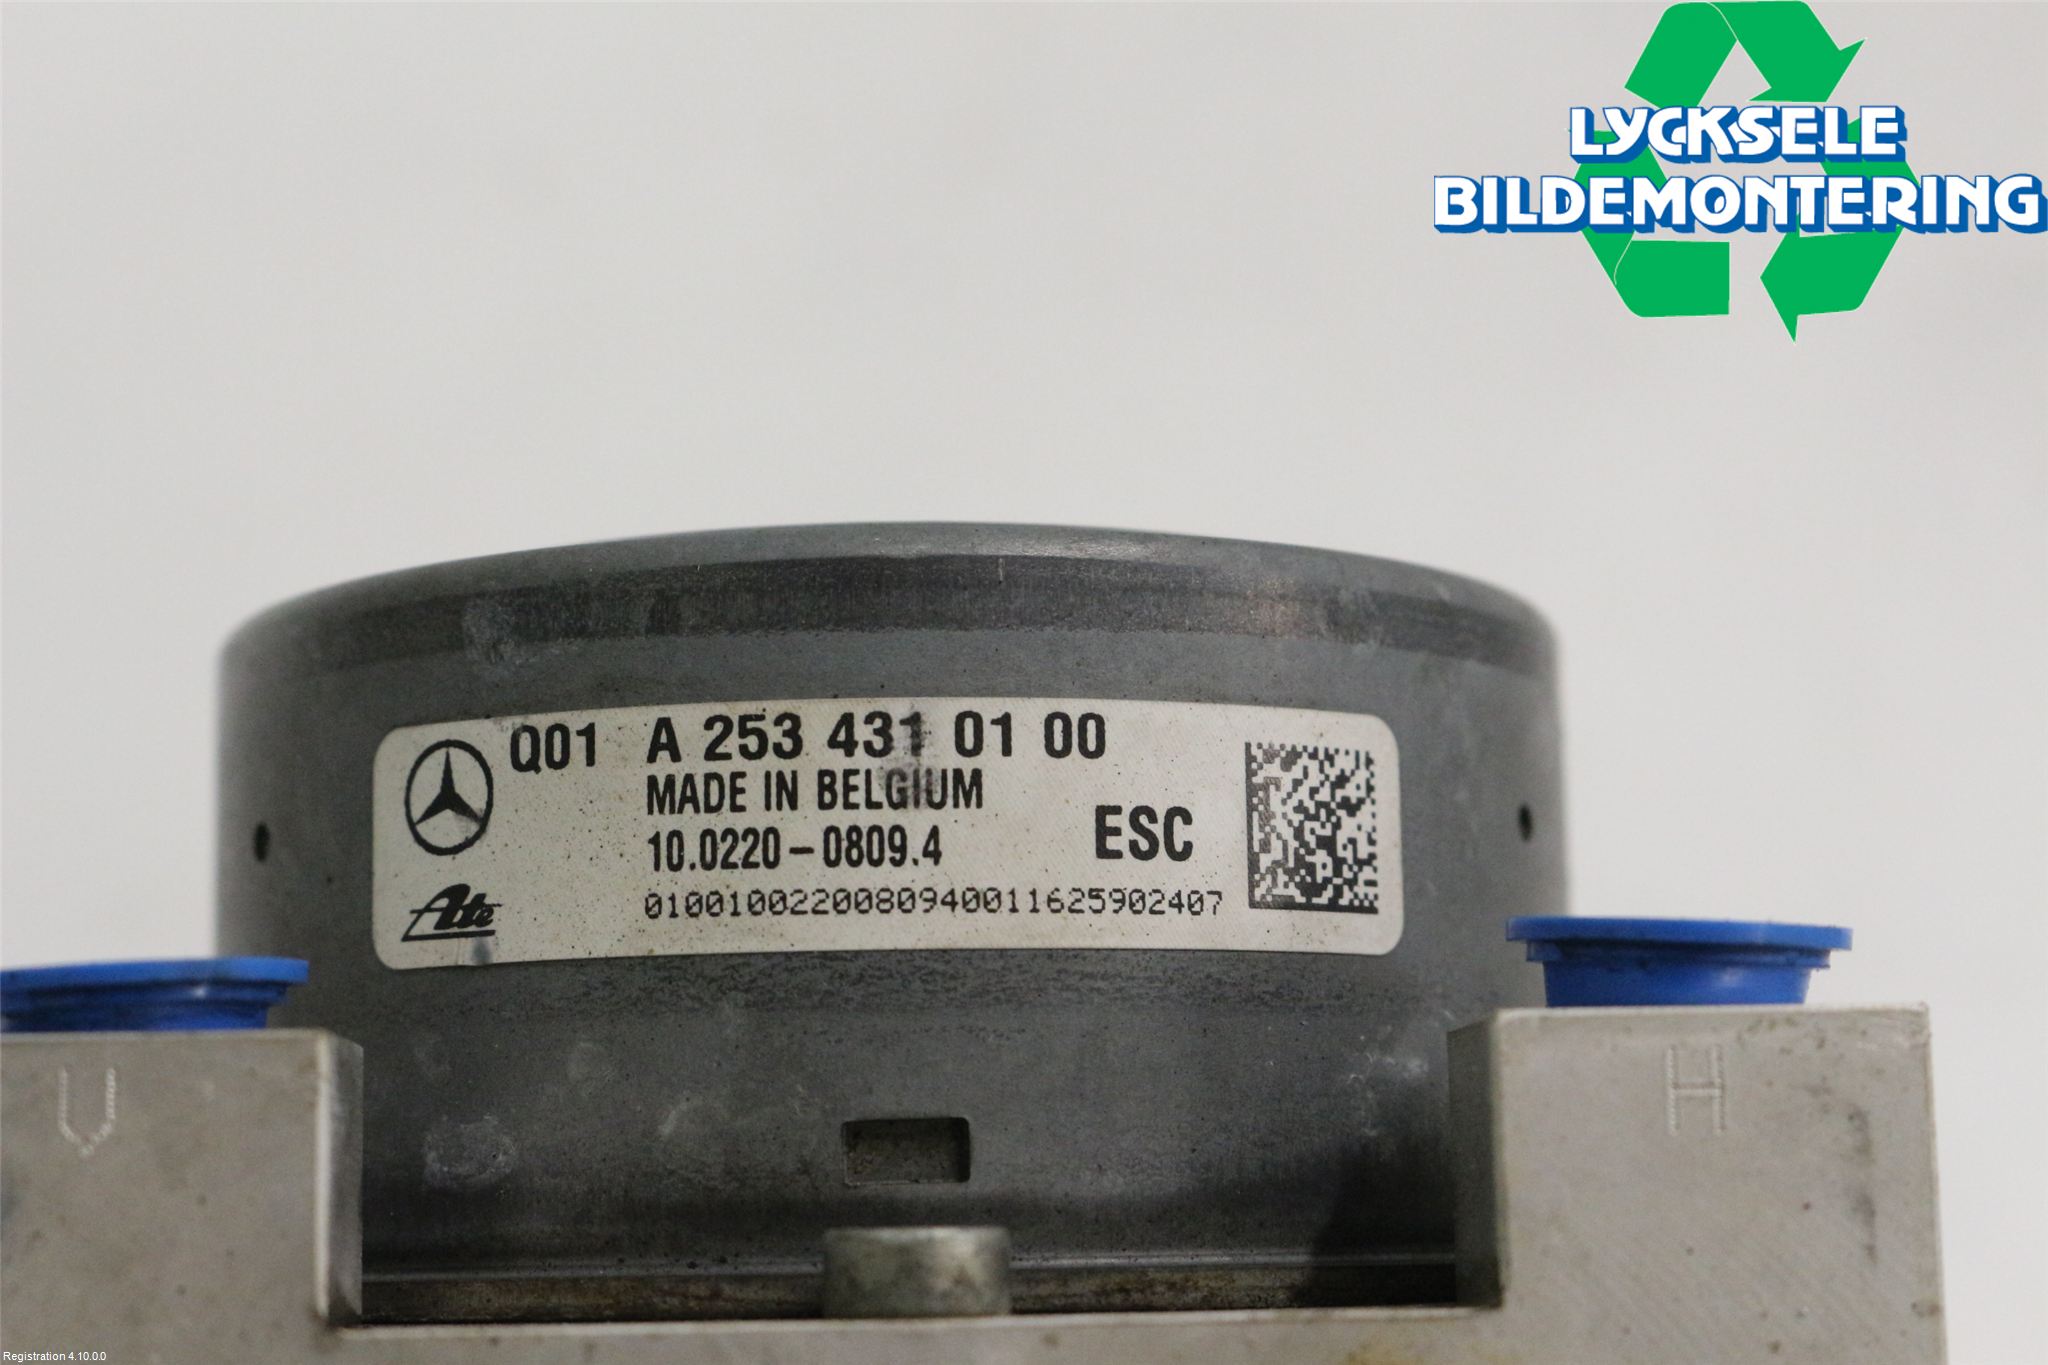 LYCKSELE
BILDEMONTERING
Q01 A 253 431 01 00
MADE IN BELGIUM
10.0220-0809.4 ESC
Ate
010010022008094001162590240７
V
H
Registration 4.10.0.0